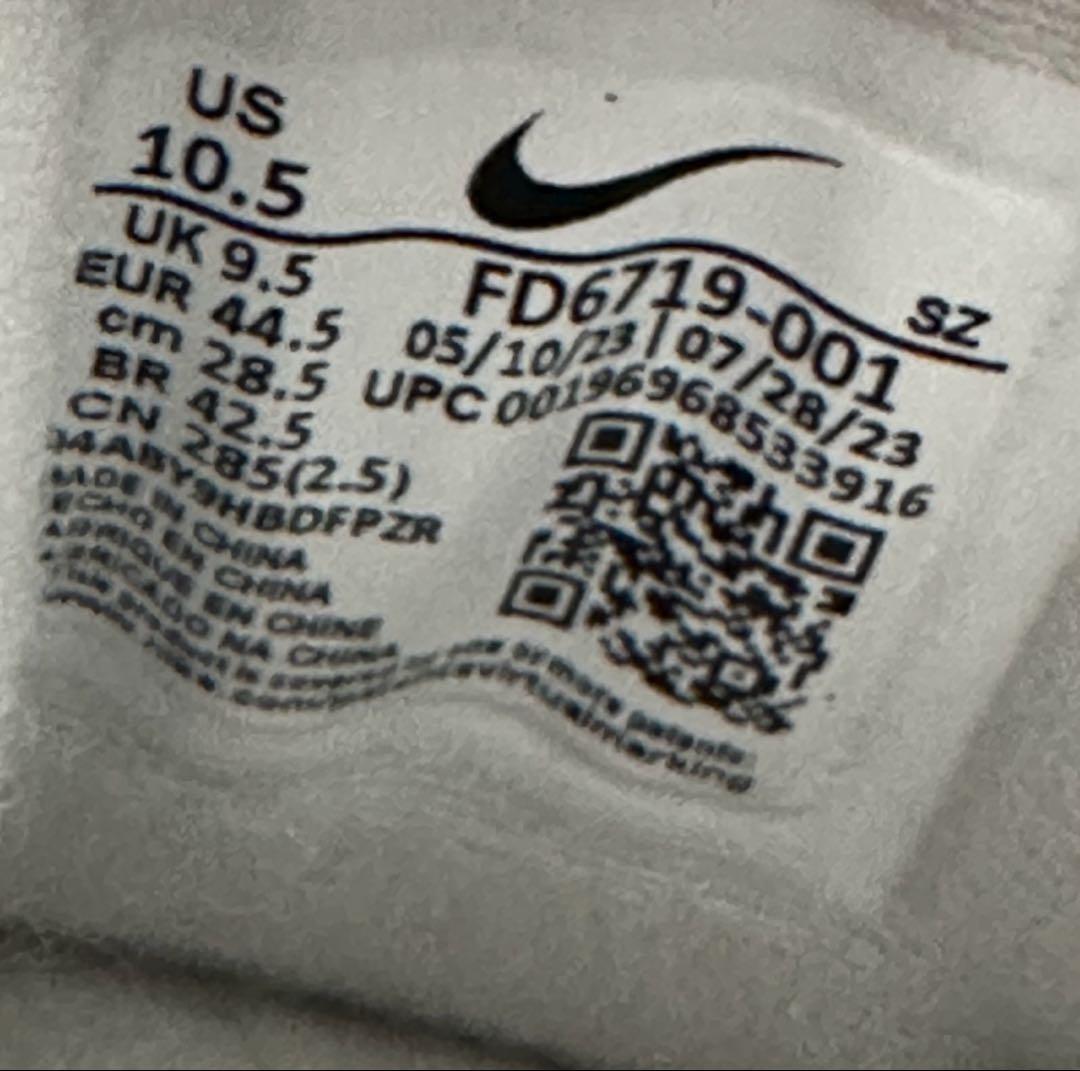 US
10.5
UK 9.5
EUR 44.5
cm 28.5
BR 42.5
CN 285(2.5)
04ABY9HBDFPZR
MADE IN CHINA
HECHO EN CHINA
FABRIQUE EN CHINE
FABRICADO NA CHINA
SZ
FD6719-001
05/10/23 | 07/28/23
UPC 00196968533916